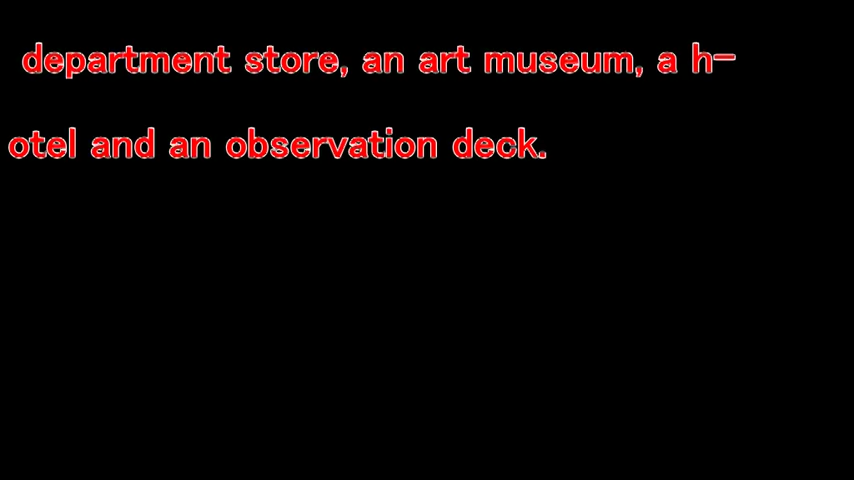 department store, an art museum, a h-
otel and an observation deck.